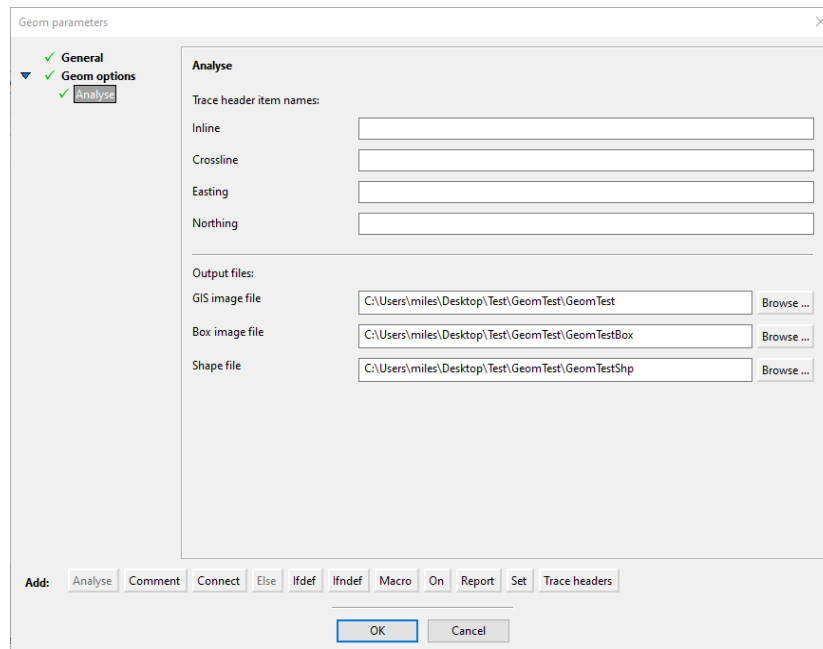 Geom parameters
General
Geom options
Analyse
Analyse
Trace header item names:
Inline
Crossline
Easting
Northing
Output files:
GIS image file C:\Users\miles\Desktop\Test\GeomTest\GeomTest Browse ...
Box image file C:\Users\miles\Desktop\Test\GeomTest\GeomTestBox Browse ...
Shape file C:\Users\miles\Desktop\Test\GeomTest\GeomTestShp Browse ...
Add: Analyse Comment Connect Else Ifdef Ifndef Macro On Report Set Trace headers
OK Cancel